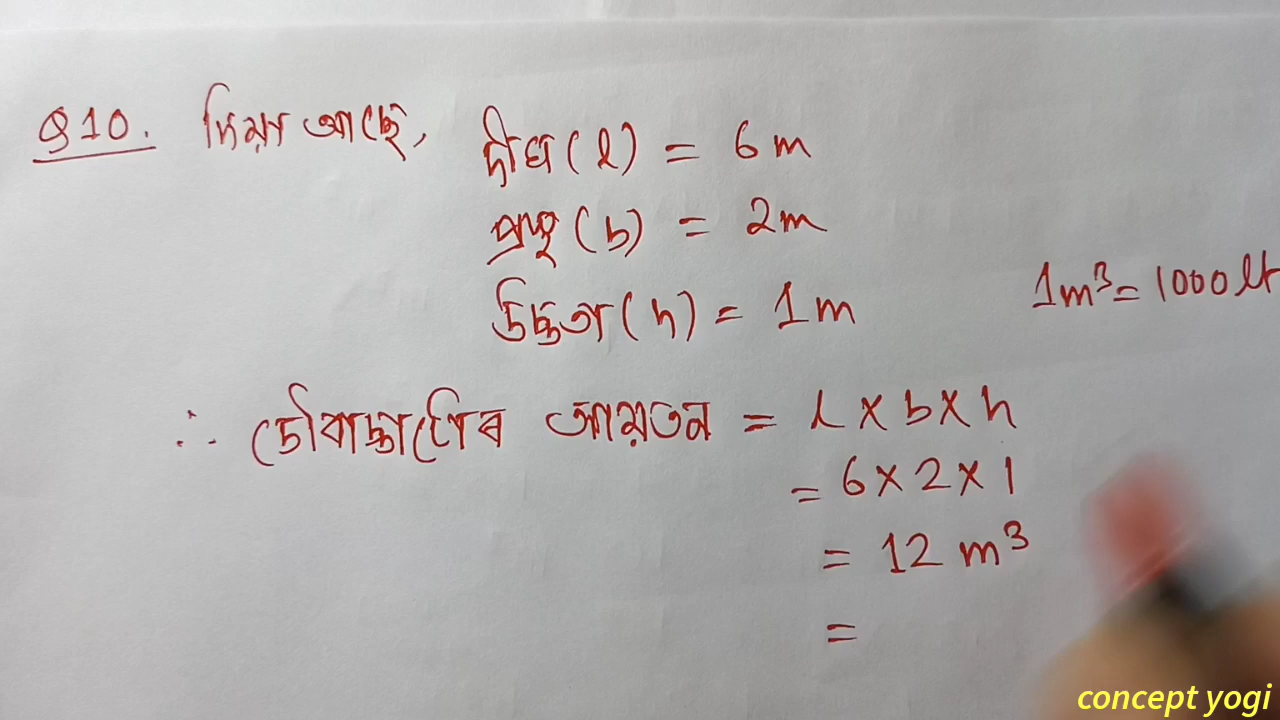 Q10. দিয়া আছে, দীঘ (l) = 6 m
প্ৰস্থ (b) = 2m
উচ্চতা (h) = 1 m
1m³ = 1000 lt
∴ চৌবাচ্চাটোৰ আয়তন = l × b × h
= 6 × 2 × 1
= 12 m³
=
concept yogi